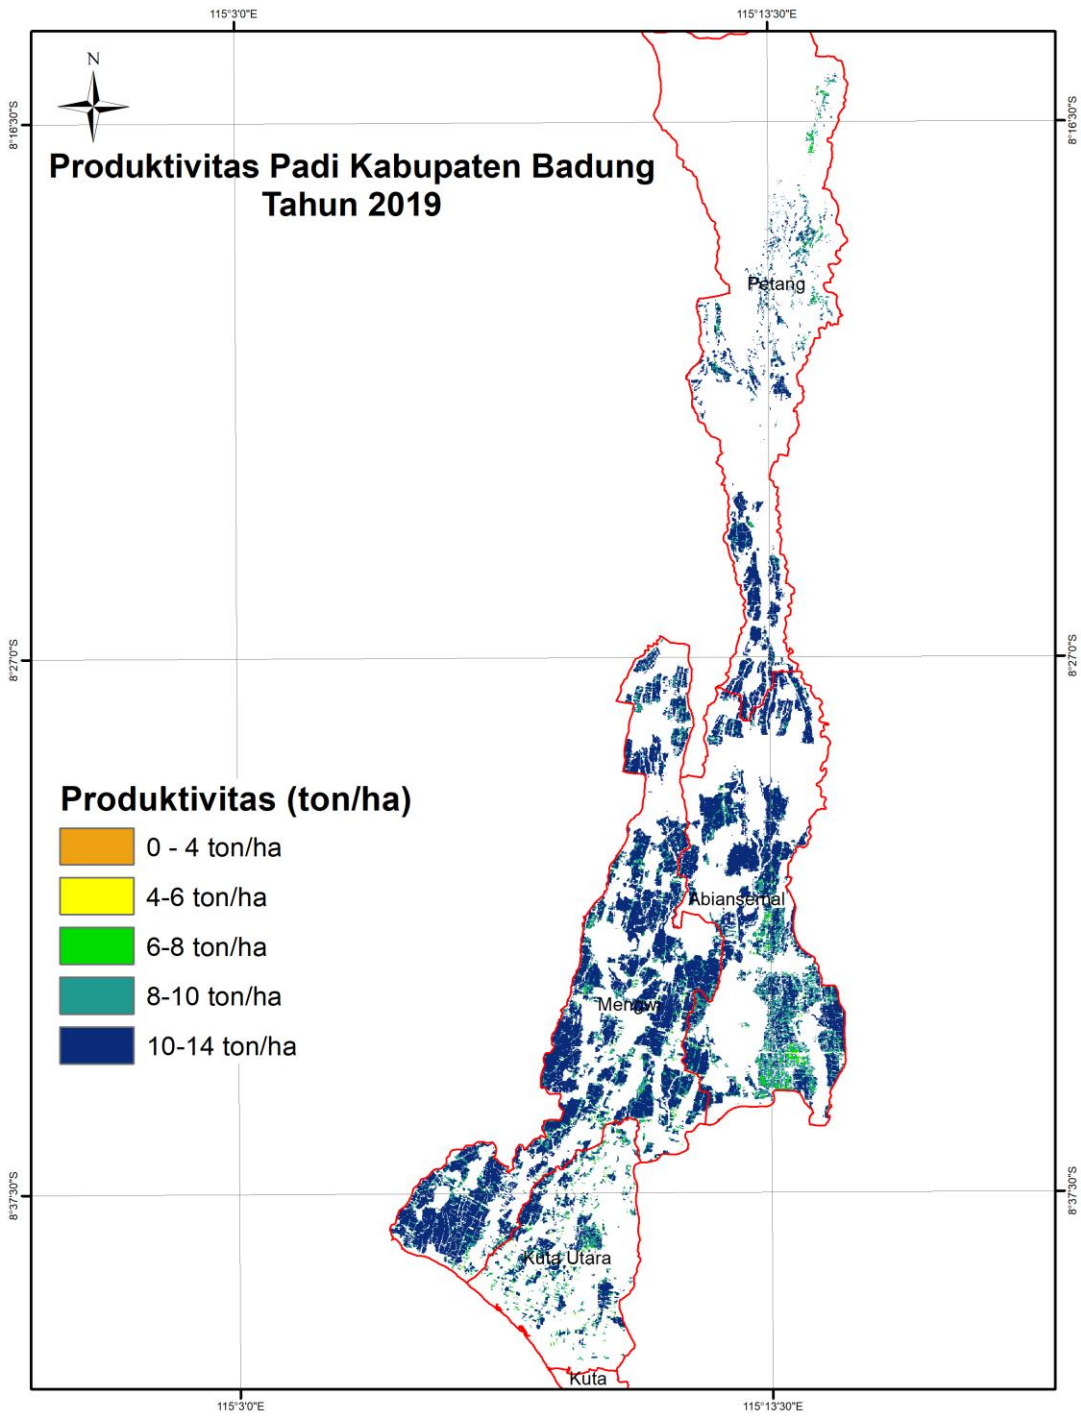 115°3'0"E
115°13'30"E
N
8°16'30"S
8°16'30"S
Produktivitas Padi Kabupaten Badung
Tahun 2019
Petang
8°27'0"S
8°27'0"S
Produktivitas (ton/ha)
0 - 4 ton/ha
4-6 ton/ha
6-8 ton/ha
8-10 ton/ha
10-14 ton/ha
Abiansemal
Mengwi
8°37'30"S
8°37'30"S
Kuta Utara
Kuta
115°3'0"E
115°13'30"E